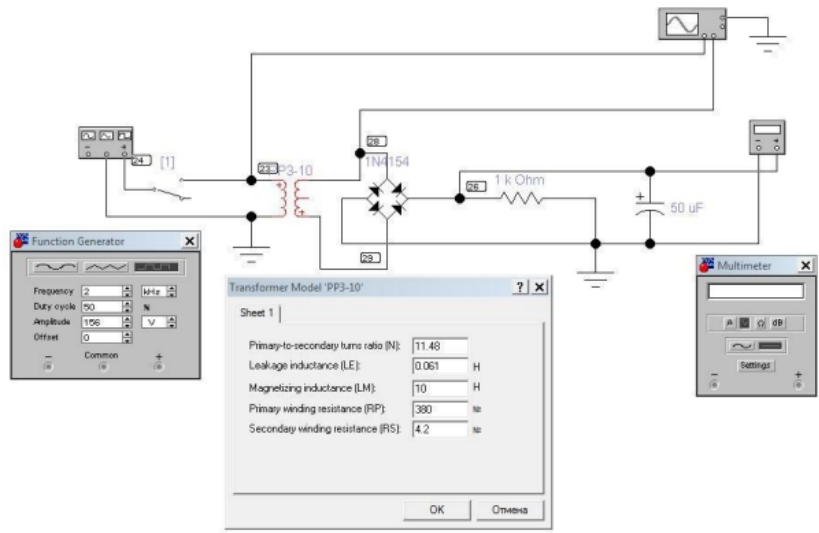 28
24
[1]
23
PP3-10
1N4154
26
1 k Ohm
+
50 uF
29
Function Generator
Frequency 2 kHz
Duty cycle 50 %
Amplitude 156 V
Offset 0
- Common +
Transformer Model 'PP3-10'
Sheet 1
Primary-to-secondary turns ratio (N): 11.48
Leakage inductance (LE): 0.061 H
Magnetizing inductance (LM): 10 H
Primary winding resistance (RP): 380
Secondary winding resistance (RS): 4.2
OK Отмена
Multimeter
A V Ω dB
Settings
- +